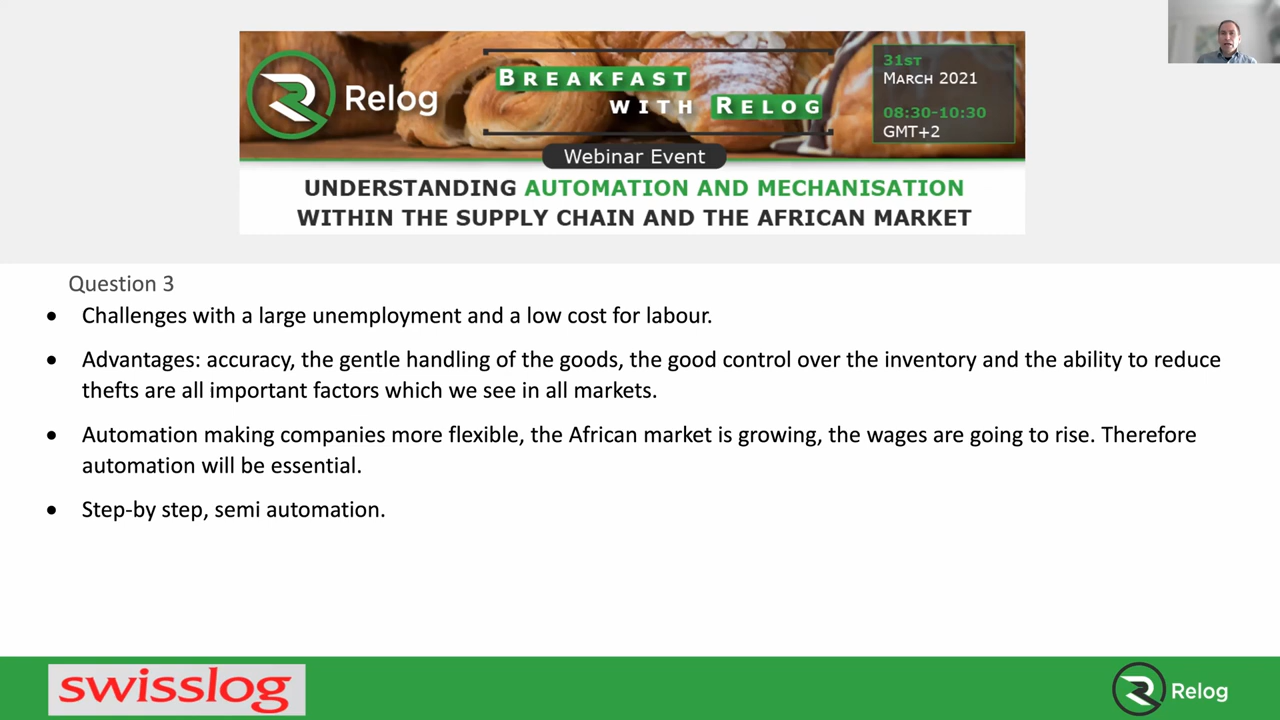 Relog
BREAKFAST
WITH RELOG
31ST
MARCH 2021
08:30-10:30
GMT+2
Webinar Event
UNDERSTANDING AUTOMATION AND MECHANISATION
WITHIN THE SUPPLY CHAIN AND THE AFRICAN MARKET
Question 3
• Challenges with a large unemployment and a low cost for labour.
• Advantages: accuracy, the gentle handling of the goods, the good control over the inventory and the ability to reduce
thefts are all important factors which we see in all markets.
• Automation making companies more flexible, the African market is growing, the wages are going to rise. Therefore
automation will be essential.
• Step-by step, semi automation.
swisslog
Relog